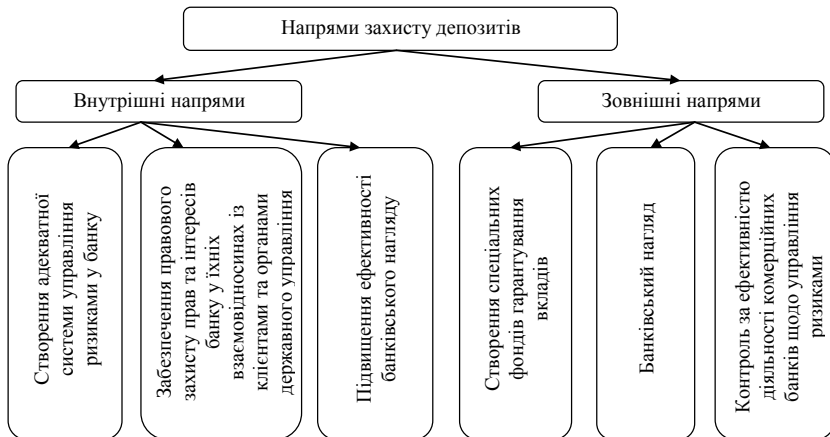 Напрями захисту депозитів
Внутрішні напрями
Зовнішні напрями
Створення адекватної
системи управління
ризиками у банку
Забезпечення правового
захисту прав та інтересів
банку у їхніх
взаємовідносинах із
клієнтами та органами
державного управління
Підвищення ефективності
банківського нагляду
Створення спеціальних
фондів гарантування
вкладів
Банківський нагляд
Контроль за ефективністю
діяльності комерційних
банків щодо управління
ризиками